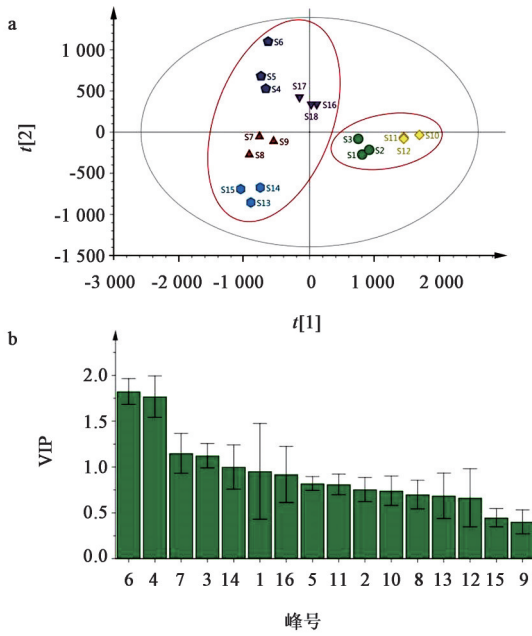 a
1 000
500
0
-500
-1 000
-1 500
t[2]
S6
S5
S4
S17
S16
S18
S7
S9
S8
S15
S14
S13
S3
S2
S1
S11
S10
S12
-3 000
-2 000
-1 000
0
1 000
2 000
t[1]
b
2.0
1.5
1.0
0.5
0.0
VIP
6 4 7 3 14 1 16 5 11 2 10 8 13 12 15 9
峰号